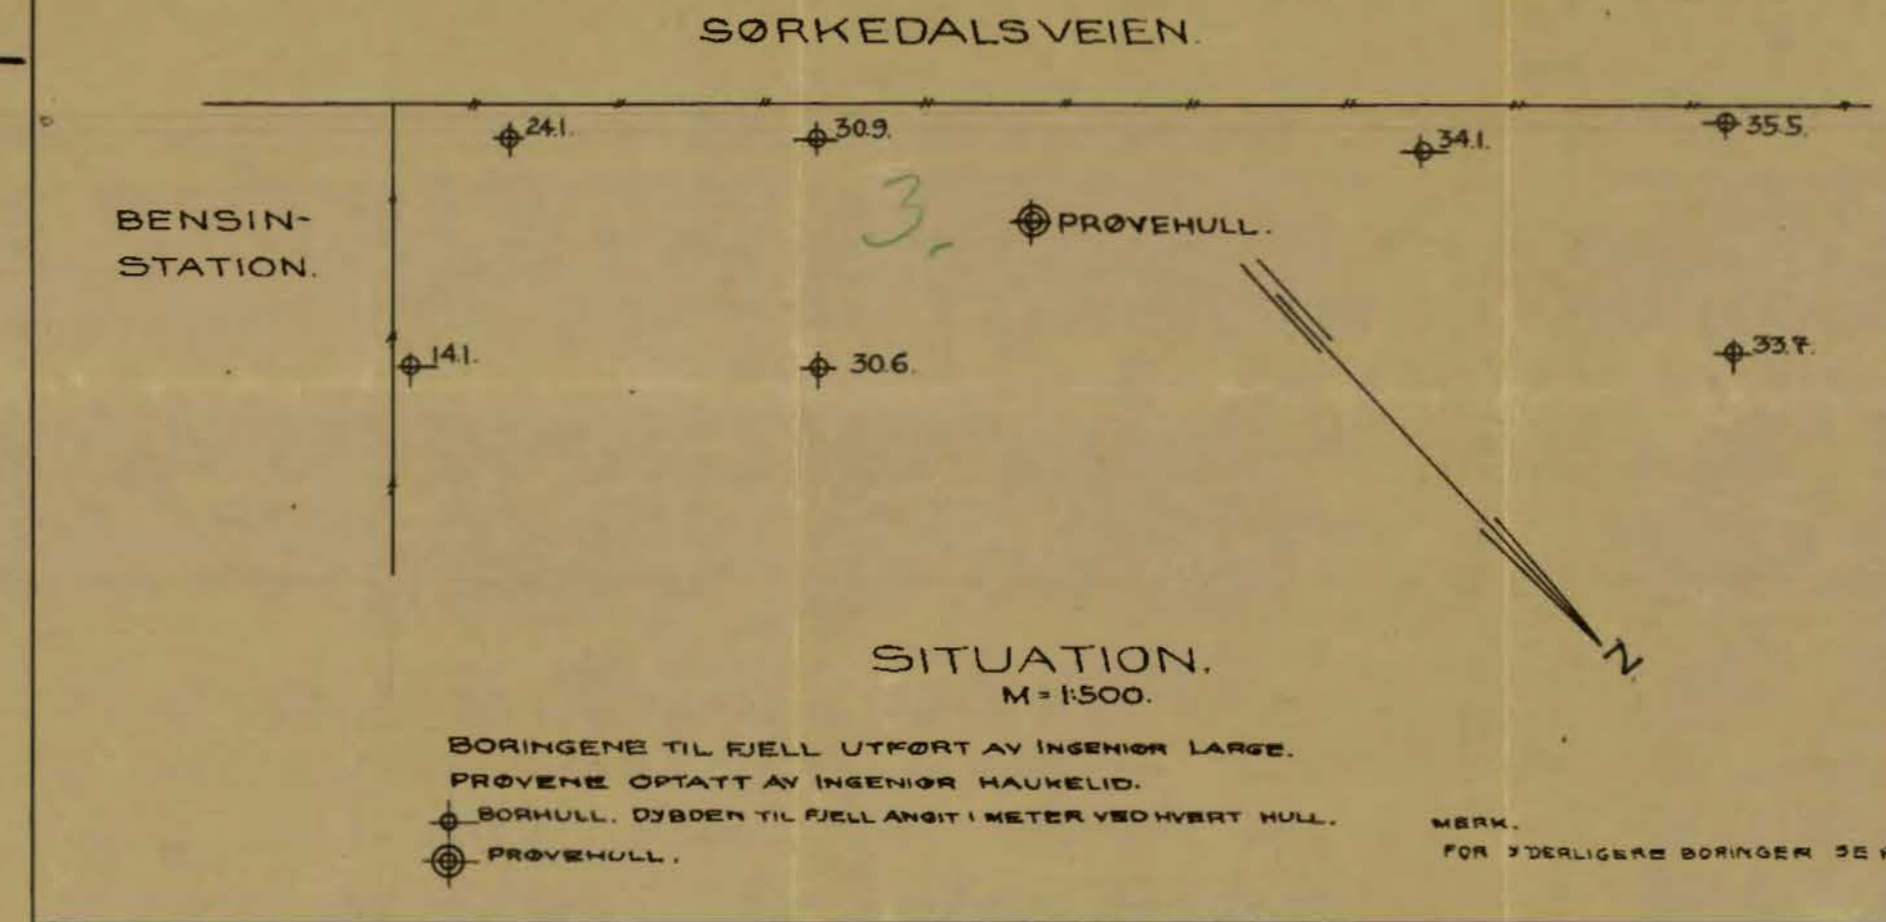 SØRKEDALSVEIEN.
24.1.
30.9.
34.1.
35.5.
BENSIN-
STATION.
3.
PRØVEHULL.
14.1.
30.6.
33.7.
N.
SITUATION.
M = 1:500.
BORINGENE TIL FJELL UTFØRT AV INGENIØR LARGE.
PRØVENE OPTATT AV INGENIØR HAUKELID.
BORHULL. DYBDEN TIL FJELL ANGIT I METER VED HVERT HULL.
PRØVEHULL.
MERK.
FOR YDERLIGERE BORINGER SE